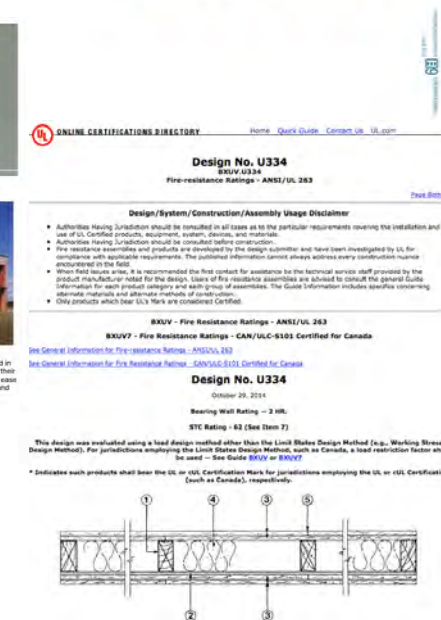 UL ONLINE CERTIFICATIONS DIRECTORY
Home Quick Guide Contact Us UL.com
Design No. U334
BXUV.U334
Fire-resistance Ratings - ANSI/UL 263
Page Bott
Design/System/Construction/Assembly Usage Disclaimer
• Authorities Having Jurisdiction should be consulted in all cases as to the particular requirements covering the installation and
use of UL Certified products, equipment, system, devices, and materials.
• Authorities Having Jurisdiction should be consulted before construction.
• Fire resistance assemblies and products are developed by the design submitter and have been investigated by UL for
compliance with applicable requirements. The published information cannot always address every construction nuance
encountered in the field.
• When field issues arise, it is recommended the first contact for assistance be the technical service staff provided by the
product manufacturer noted for the design. Users of fire resistance assemblies are advised to consult the general Guide
Information for each product category and each group of assemblies. The Guide Information includes specifics concerning
alternate materials and alternate methods of construction.
• Only products which bear UL's Mark are considered Certified.
BXUV - Fire Resistance Ratings - ANSI/UL 263
BXUV7 - Fire Resistance Ratings - CAN/ULC-S101 Certified for Canada
See General Information for Fire-resistance Ratings - ANSI/UL 263
See General Information for Fire Resistance Ratings - CAN/ULC-S101 Certified for Canada
d in
their
ease
and
Design No. U334
October 29, 2014
Bearing Wall Rating — 2 HR.
STC Rating - 62 (See Item 7)
This design was evaluated using a load design method other than the Limit States Design Method (e.g., Working Stress
Design Method). For jurisdictions employing the Limit States Design Method, such as Canada, a load restriction factor sh
be used — See Guide BXUV or BXUV7
* Indicates such products shall bear the UL or cUL Certification Mark for jurisdictions employing the UL or cUL Certificati
(such as Canada), respectively.
1 4 3 5
2 3